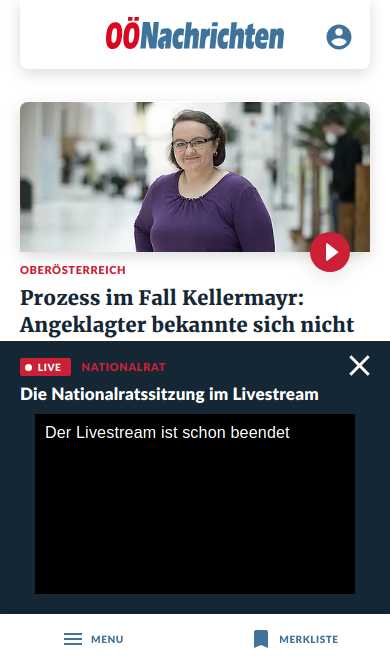 OÖNachrichten
OBERÖSTERREICH
Prozess im Fall Kellermayr:
Angeklagter bekannte sich nicht
LIVE NATIONALRAT
Die Nationalratssitzung im Livestream
Der Livestream ist schon beendet
MENU MERKLISTE